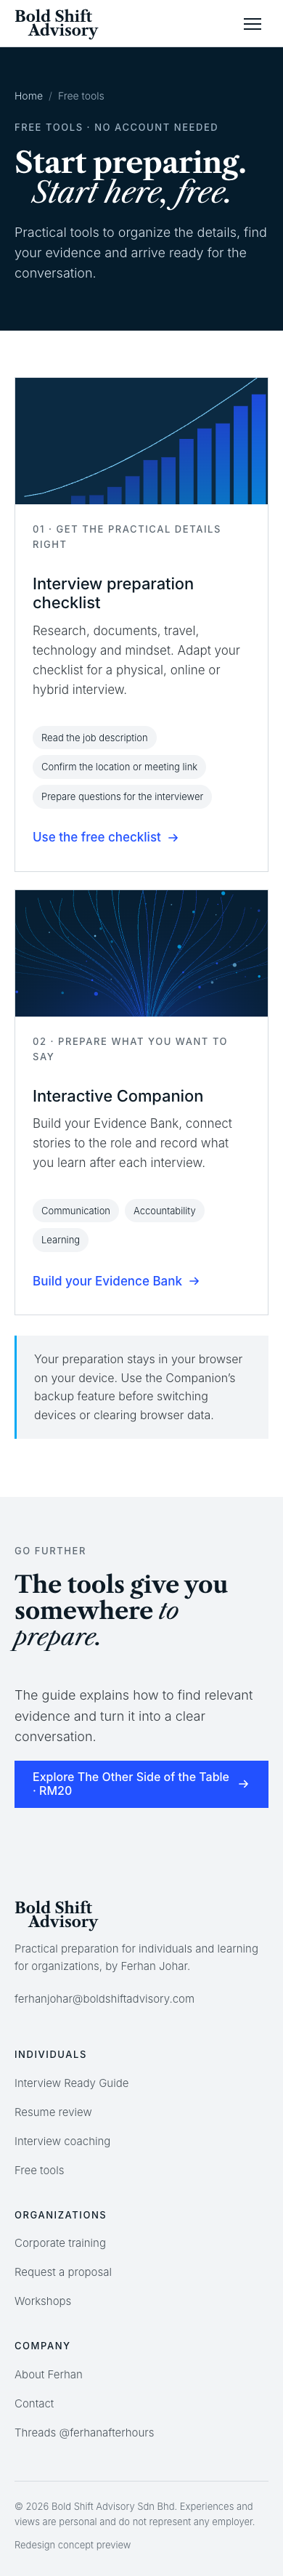 Bold Shift
Advisory
Home / Free tools
FREE TOOLS · NO ACCOUNT NEEDED
Start preparing.
Start here, free.
Practical tools to organize the details, find
your evidence and arrive ready for the
conversation.
01 · GET THE PRACTICAL DETAILS
RIGHT
Interview preparation
checklist
Research, documents, travel,
technology and mindset. Adapt your
checklist for a physical, online or
hybrid interview.
Read the job description
Confirm the location or meeting link
Prepare questions for the interviewer
Use the free checklist →
02 · PREPARE WHAT YOU WANT TO
SAY
Interactive Companion
Build your Evidence Bank, connect
stories to the role and record what
you learn after each interview.
Communication
Accountability
Learning
Build your Evidence Bank →
Your preparation stays in your browser
on your device. Use the Companion’s
backup feature before switching
devices or clearing browser data.
GO FURTHER
The tools give you
somewhere to
prepare.
The guide explains how to find relevant
evidence and turn it into a clear
conversation.
Explore The Other Side of the Table
· RM20 →
Bold Shift
Advisory
Practical preparation for individuals and learning
for organizations, by Ferhan Johar.
ferhanjohar@boldshiftadvisory.com
INDIVIDUALS
Interview Ready Guide
Resume review
Interview coaching
Free tools
ORGANIZATIONS
Corporate training
Request a proposal
Workshops
COMPANY
About Ferhan
Contact
Threads @ferhanafterhours
© 2026 Bold Shift Advisory Sdn Bhd. Experiences and
views are personal and do not represent any employer.
Redesign concept preview